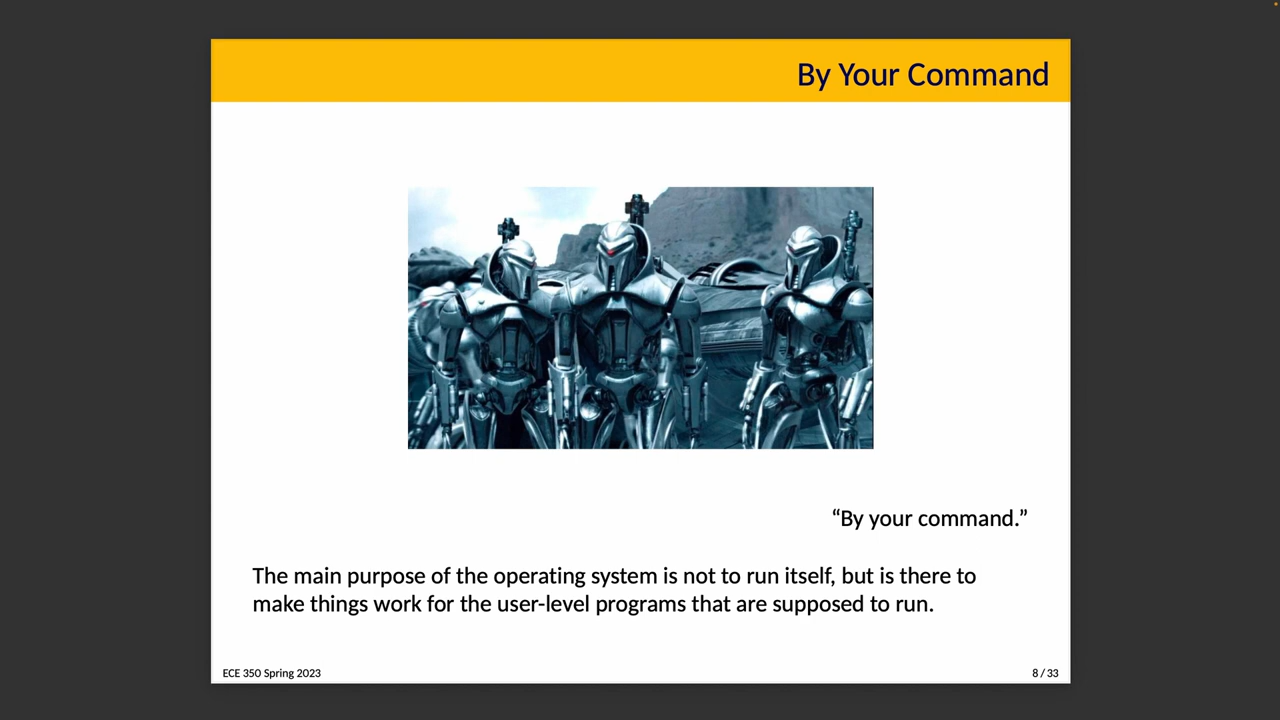 By Your Command
“By your command.”
The main purpose of the operating system is not to run itself, but is there to
make things work for the user-level programs that are supposed to run.
ECE 350 Spring 2023
8 / 33